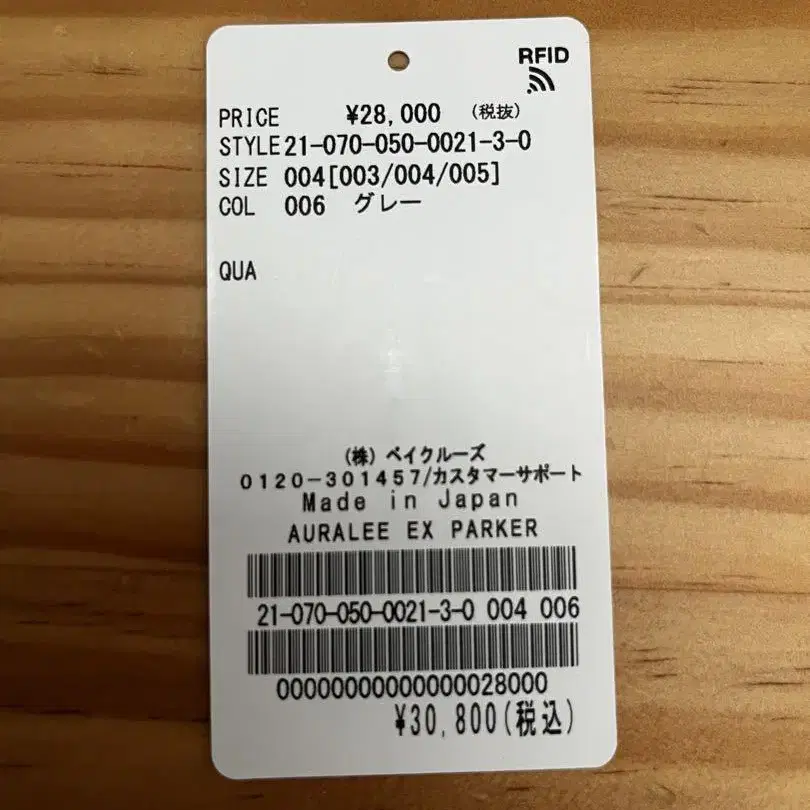 RFID
PRICE ¥28,000 (税抜)
STYLE 21-070-050-0021-3-0
SIZE 004[003/004/005]
COL 006 グレー
QUA
(株) ベイクルーズ
0120-301457/カスタマーサポート
Made in Japan
AURALEE EX PARKER
21-070-050-0021-3-0 004 006
00000000000000028000
¥30,800(税込)